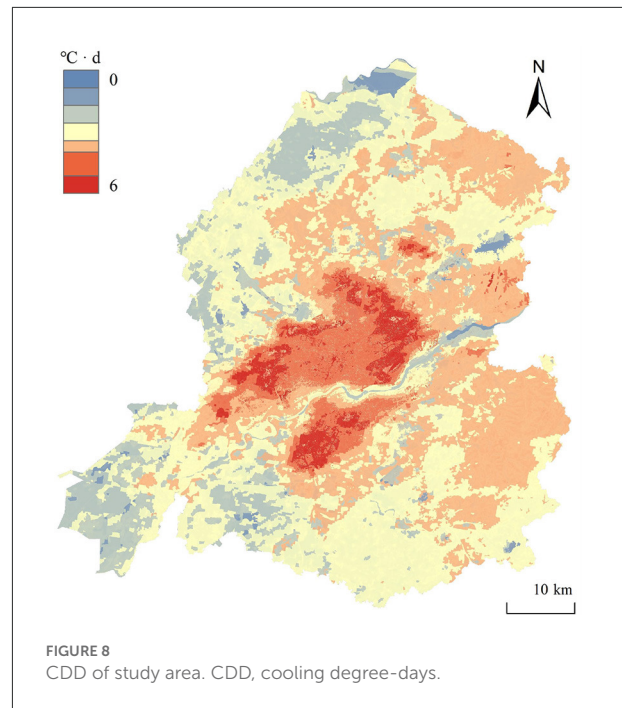 °C · d
0
6
N
10 km
FIGURE 8
CDD of study area. CDD, cooling degree-days.